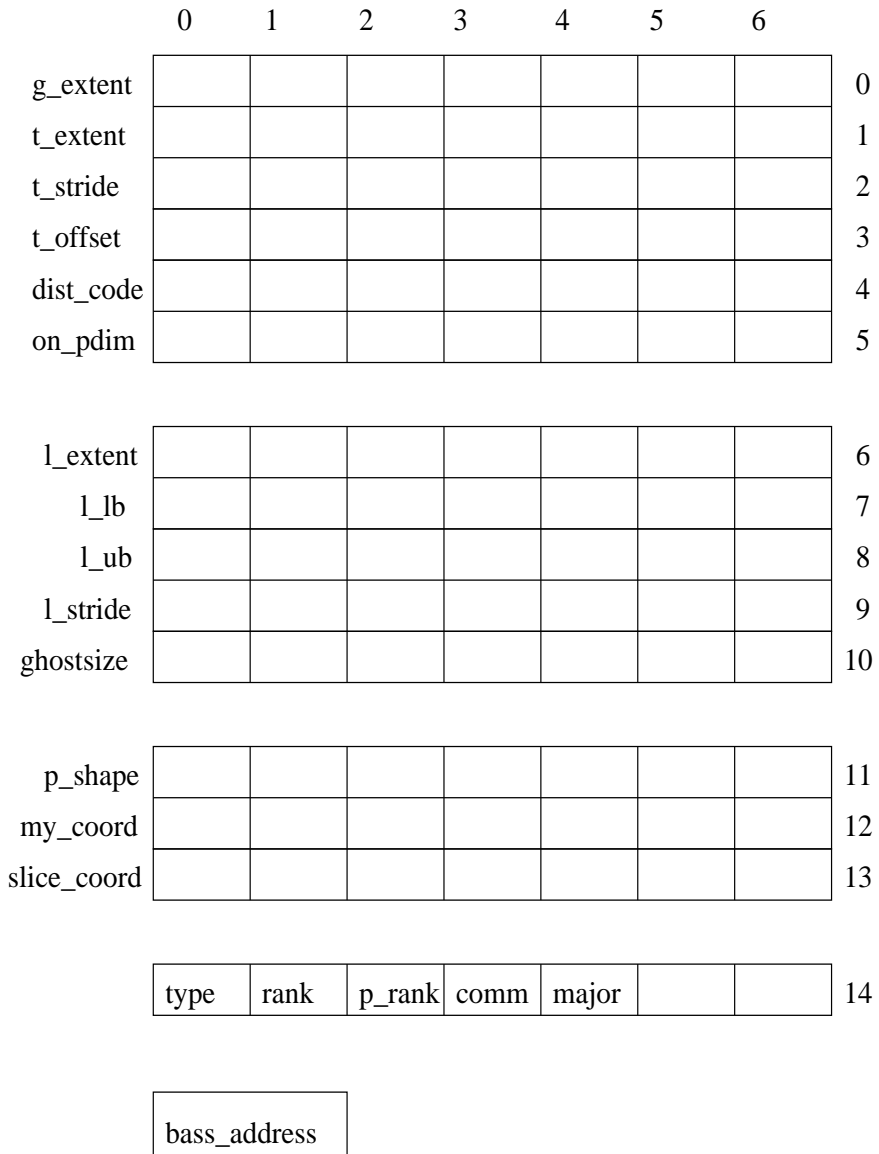 0 1 2 3 4 5 6
g_extent 0
t_extent 1
t_stride 2
t_offset 3
dist_code 4
on_pdim 5
l_extent 6
l_lb 7
l_ub 8
l_stride 9
ghostsize 10
p_shape 11
my_coord 12
slice_coord 13
type rank p_rank comm major 14
bass_address